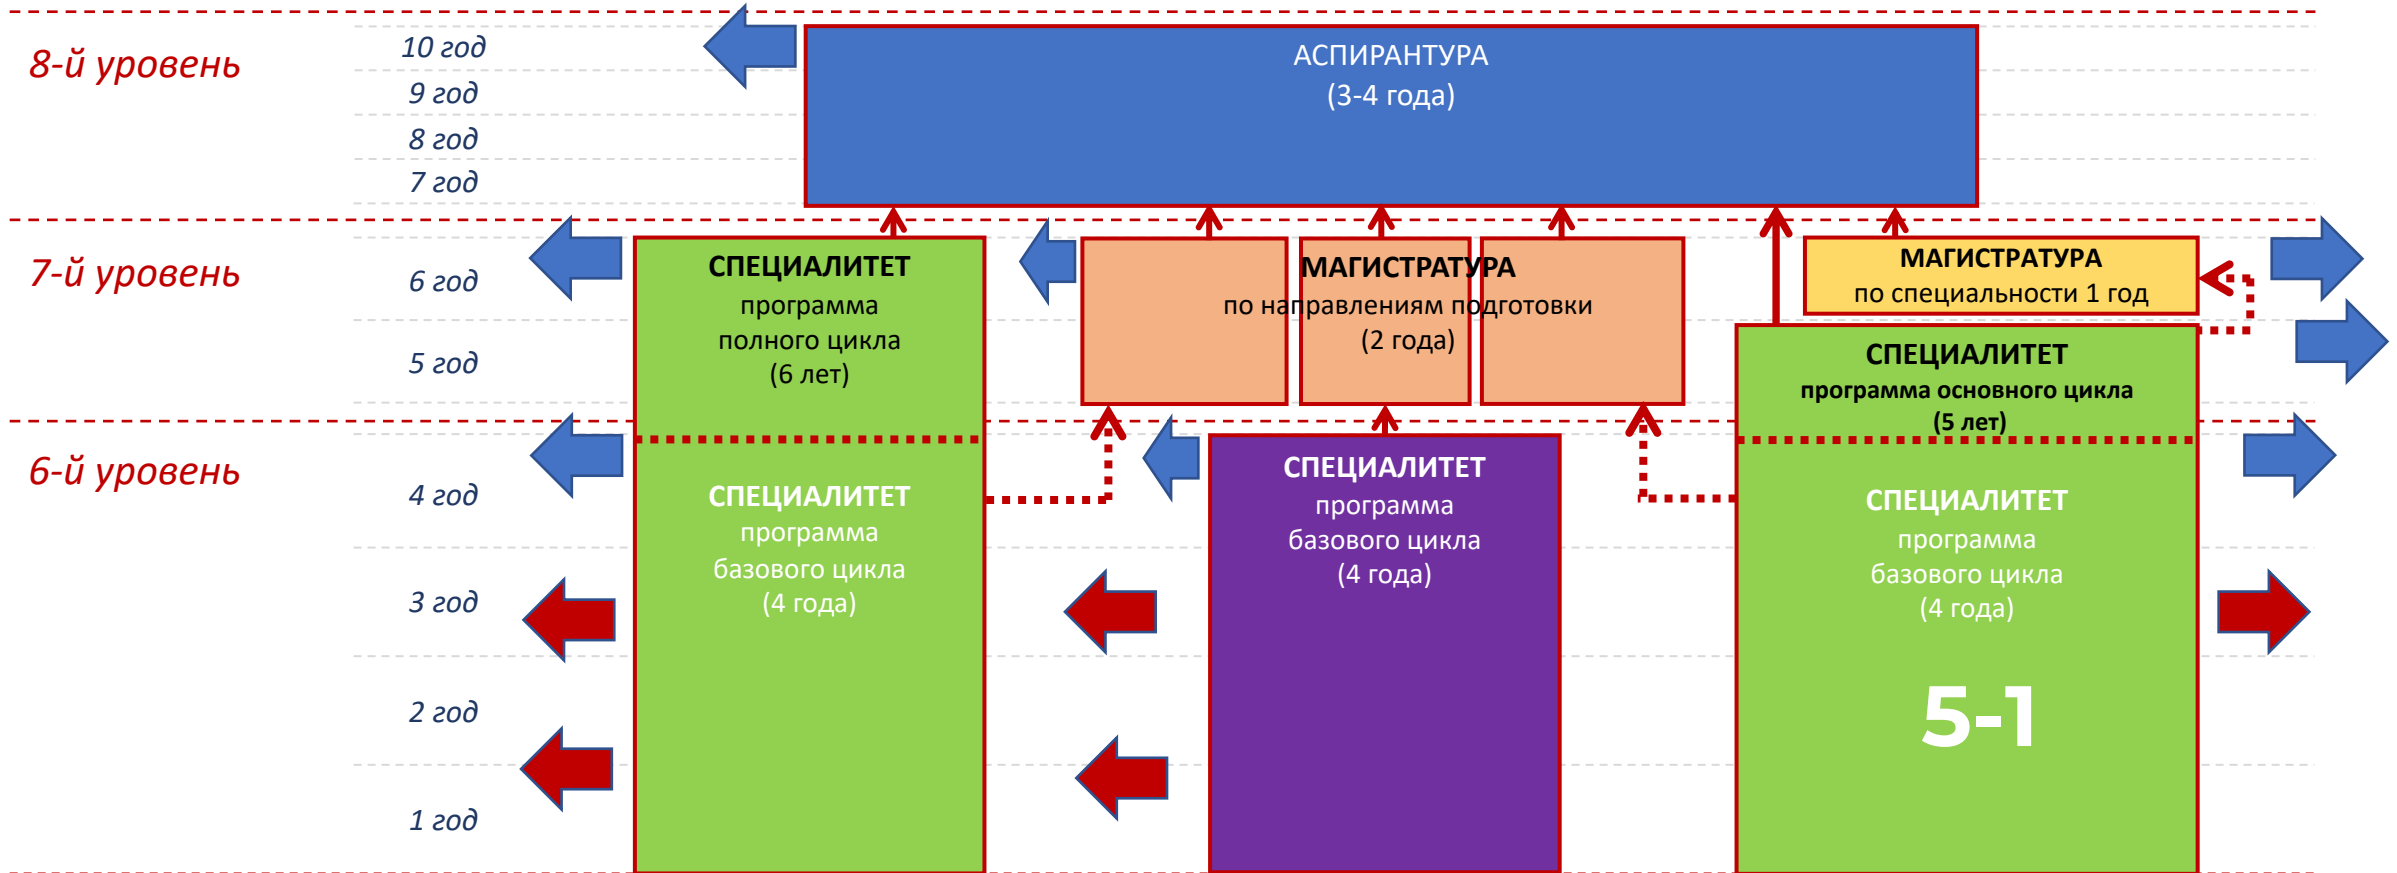 8-й уровень
10 год
9 год
8 год
7 год
АСПИРАНТУРА
(3-4 года)
7-й уровень
6 год
5 год
СПЕЦИАЛИТЕТ
программа
полного цикла
(6 лет)
МАГИСТРАТУРА
по направлениям подготовки
(2 года)
МАГИСТРАТУРА
по специальности 1 год
СПЕЦИАЛИТЕТ
программа основного цикла
(5 лет)
6-й уровень
4 год
3 год
2 год
1 год
СПЕЦИАЛИТЕТ
программа
базового цикла
(4 года)
СПЕЦИАЛИТЕТ
программа
базового цикла
(4 года)
СПЕЦИАЛИТЕТ
программа
базового цикла
(4 года)
5-1